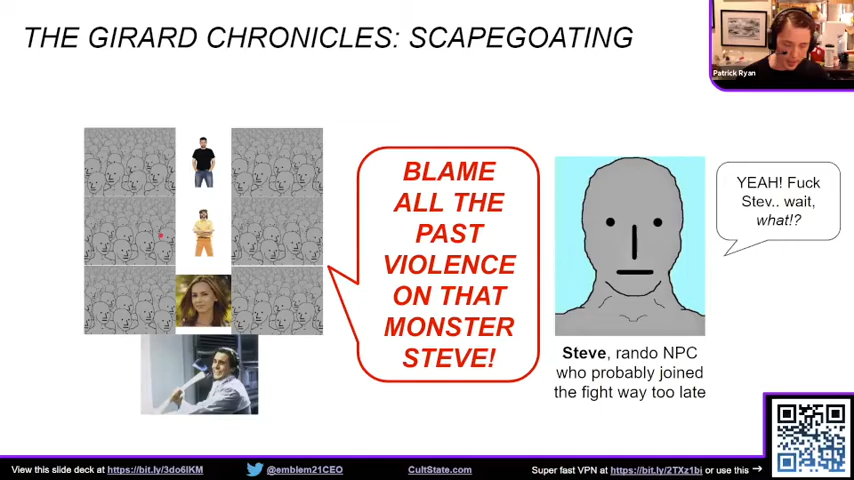 THE GIRARD CHRONICLES: SCAPEGOATING
Patrick Ryan
BLAME
ALL THE
PAST
VIOLENCE
ON THAT
MONSTER
STEVE!
YEAH! Fuck
Stev.. wait,
what!?
Steve, rando NPC
who probably joined
the fight way too late
View this slide deck at https://bit.ly/3do6IKM
@emblem21CEO
CultState.com
Super fast VPN at https://bit.ly/2TXz1bi or use this →